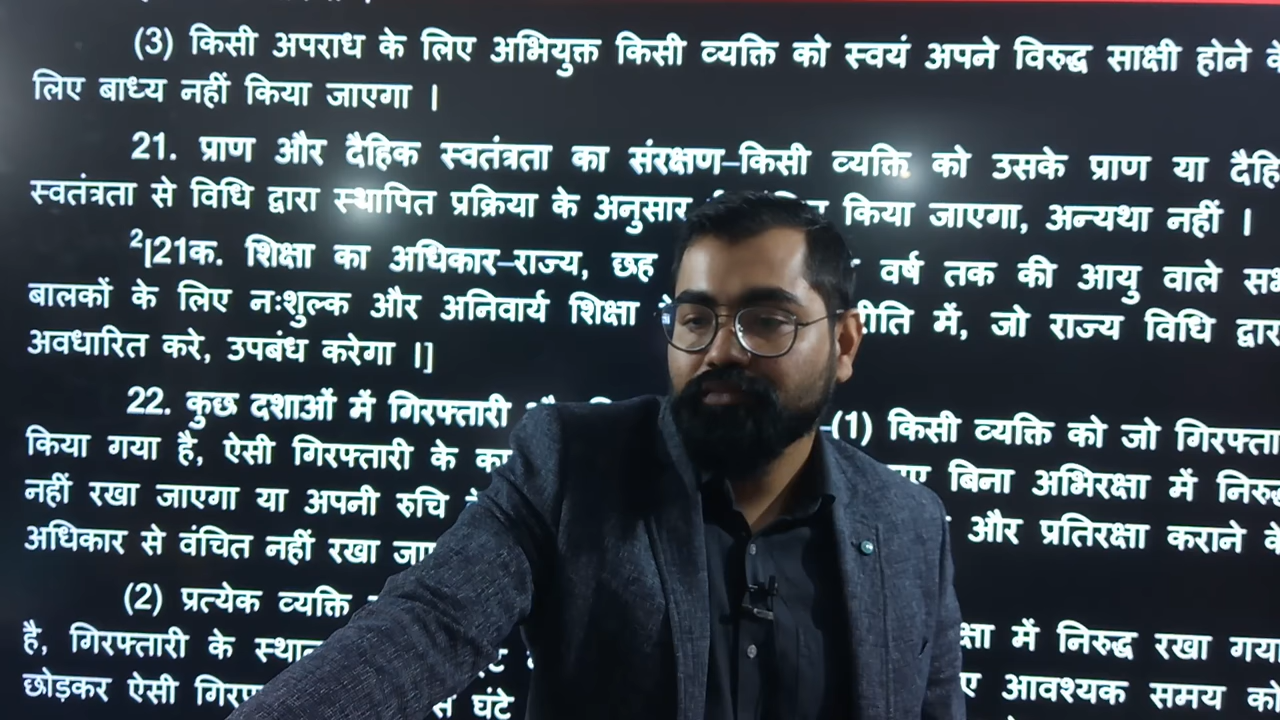 (3) किसी अपराध के लिए अभियुक्त किसी व्यक्ति को स्वयं अपने विरुद्ध साक्षी होने के
लिए बाध्य नहीं किया जाएगा ।
21. प्राण और दैहिक स्वतंत्रता का संरक्षण–किसी व्यक्ति को उसके प्राण या
स्वतंत्रता से विधि द्वारा स्थापित प्रक्रिया के अनुसार किया जाएगा, अन्यथा नहीं ।
2[21क. शिक्षा का अधिकार–राज्य, छह वर्ष तक की आयु वाले
बालकों के लिए नःशुल्क और अनिवार्य शिक्षा में, जो राज्य विधि
अवधारित करे, उपबंध करेगा ।]
22. कुछ दशाओं में गिरफ्तारी (1) किसी व्यक्ति को जो
किया गया है, ऐसी गिरफ्तारी के बिना अभिरक्षा में
नहीं रखा जाएगा या अपनी रुचि और प्रतिरक्षा कराने के
अधिकार से वंचित नहीं रखा
(2) प्रत्येक व्यक्ति
है, गिरफ्तारी के में निरुद्ध रखा गया
छोड़कर ऐसी घंटे आवश्यक समय को